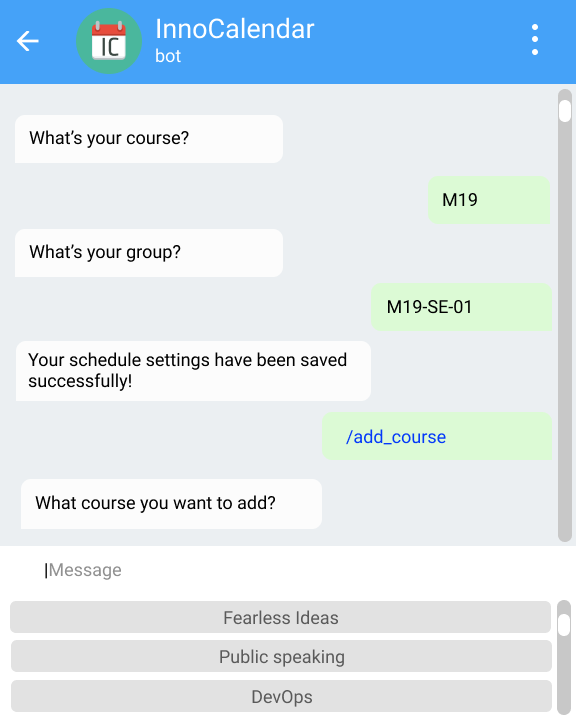 InnoCalendar
IC
bot
What's your course?
M19
What's your group?
M19-SE-01
Your schedule settings have been saved
successfully!
/add_course
What course you want to add?
Message
Fearless Ideas
Public speaking
DevOps